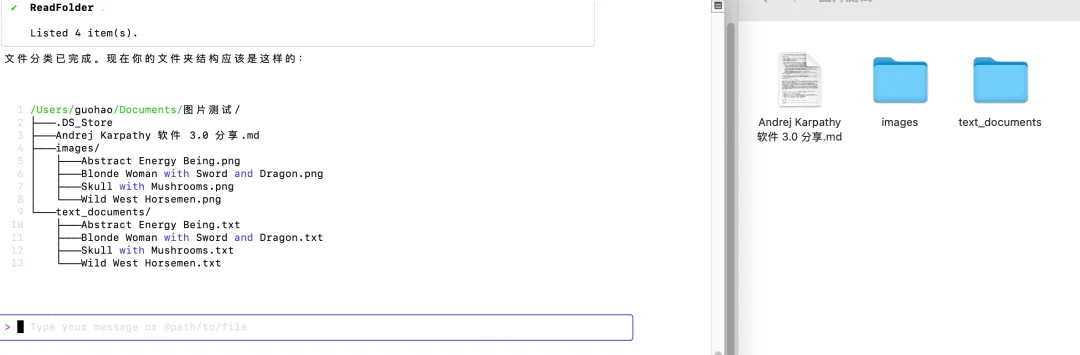 ✔ ReadFolder .
Listed 4 item(s).
文件分类已完成。现在你的文件夹结构应该是这样的：
1 /Users/guohao/Documents/图片测试/
2 ├───.DS_Store
3 ├───Andrej Karpathy 软件 3.0 分享.md
4 ├───images/
5 │   ├───Abstract Energy Being.png
6 │   ├───Blonde Woman with Sword and Dragon.png
7 │   ├───Skull with Mushrooms.png
8 │   └───Wild West Horsemen.png
9 └───text_documents/
10     ├───Abstract Energy Being.txt
11     ├───Blonde Woman with Sword and Dragon.txt
12     ├───Skull with Mushrooms.txt
13     └───Wild West Horsemen.txt
> Type your message or @path/to/file
Andrej Karpathy
软件 3.0 分享.md
images
text_documents